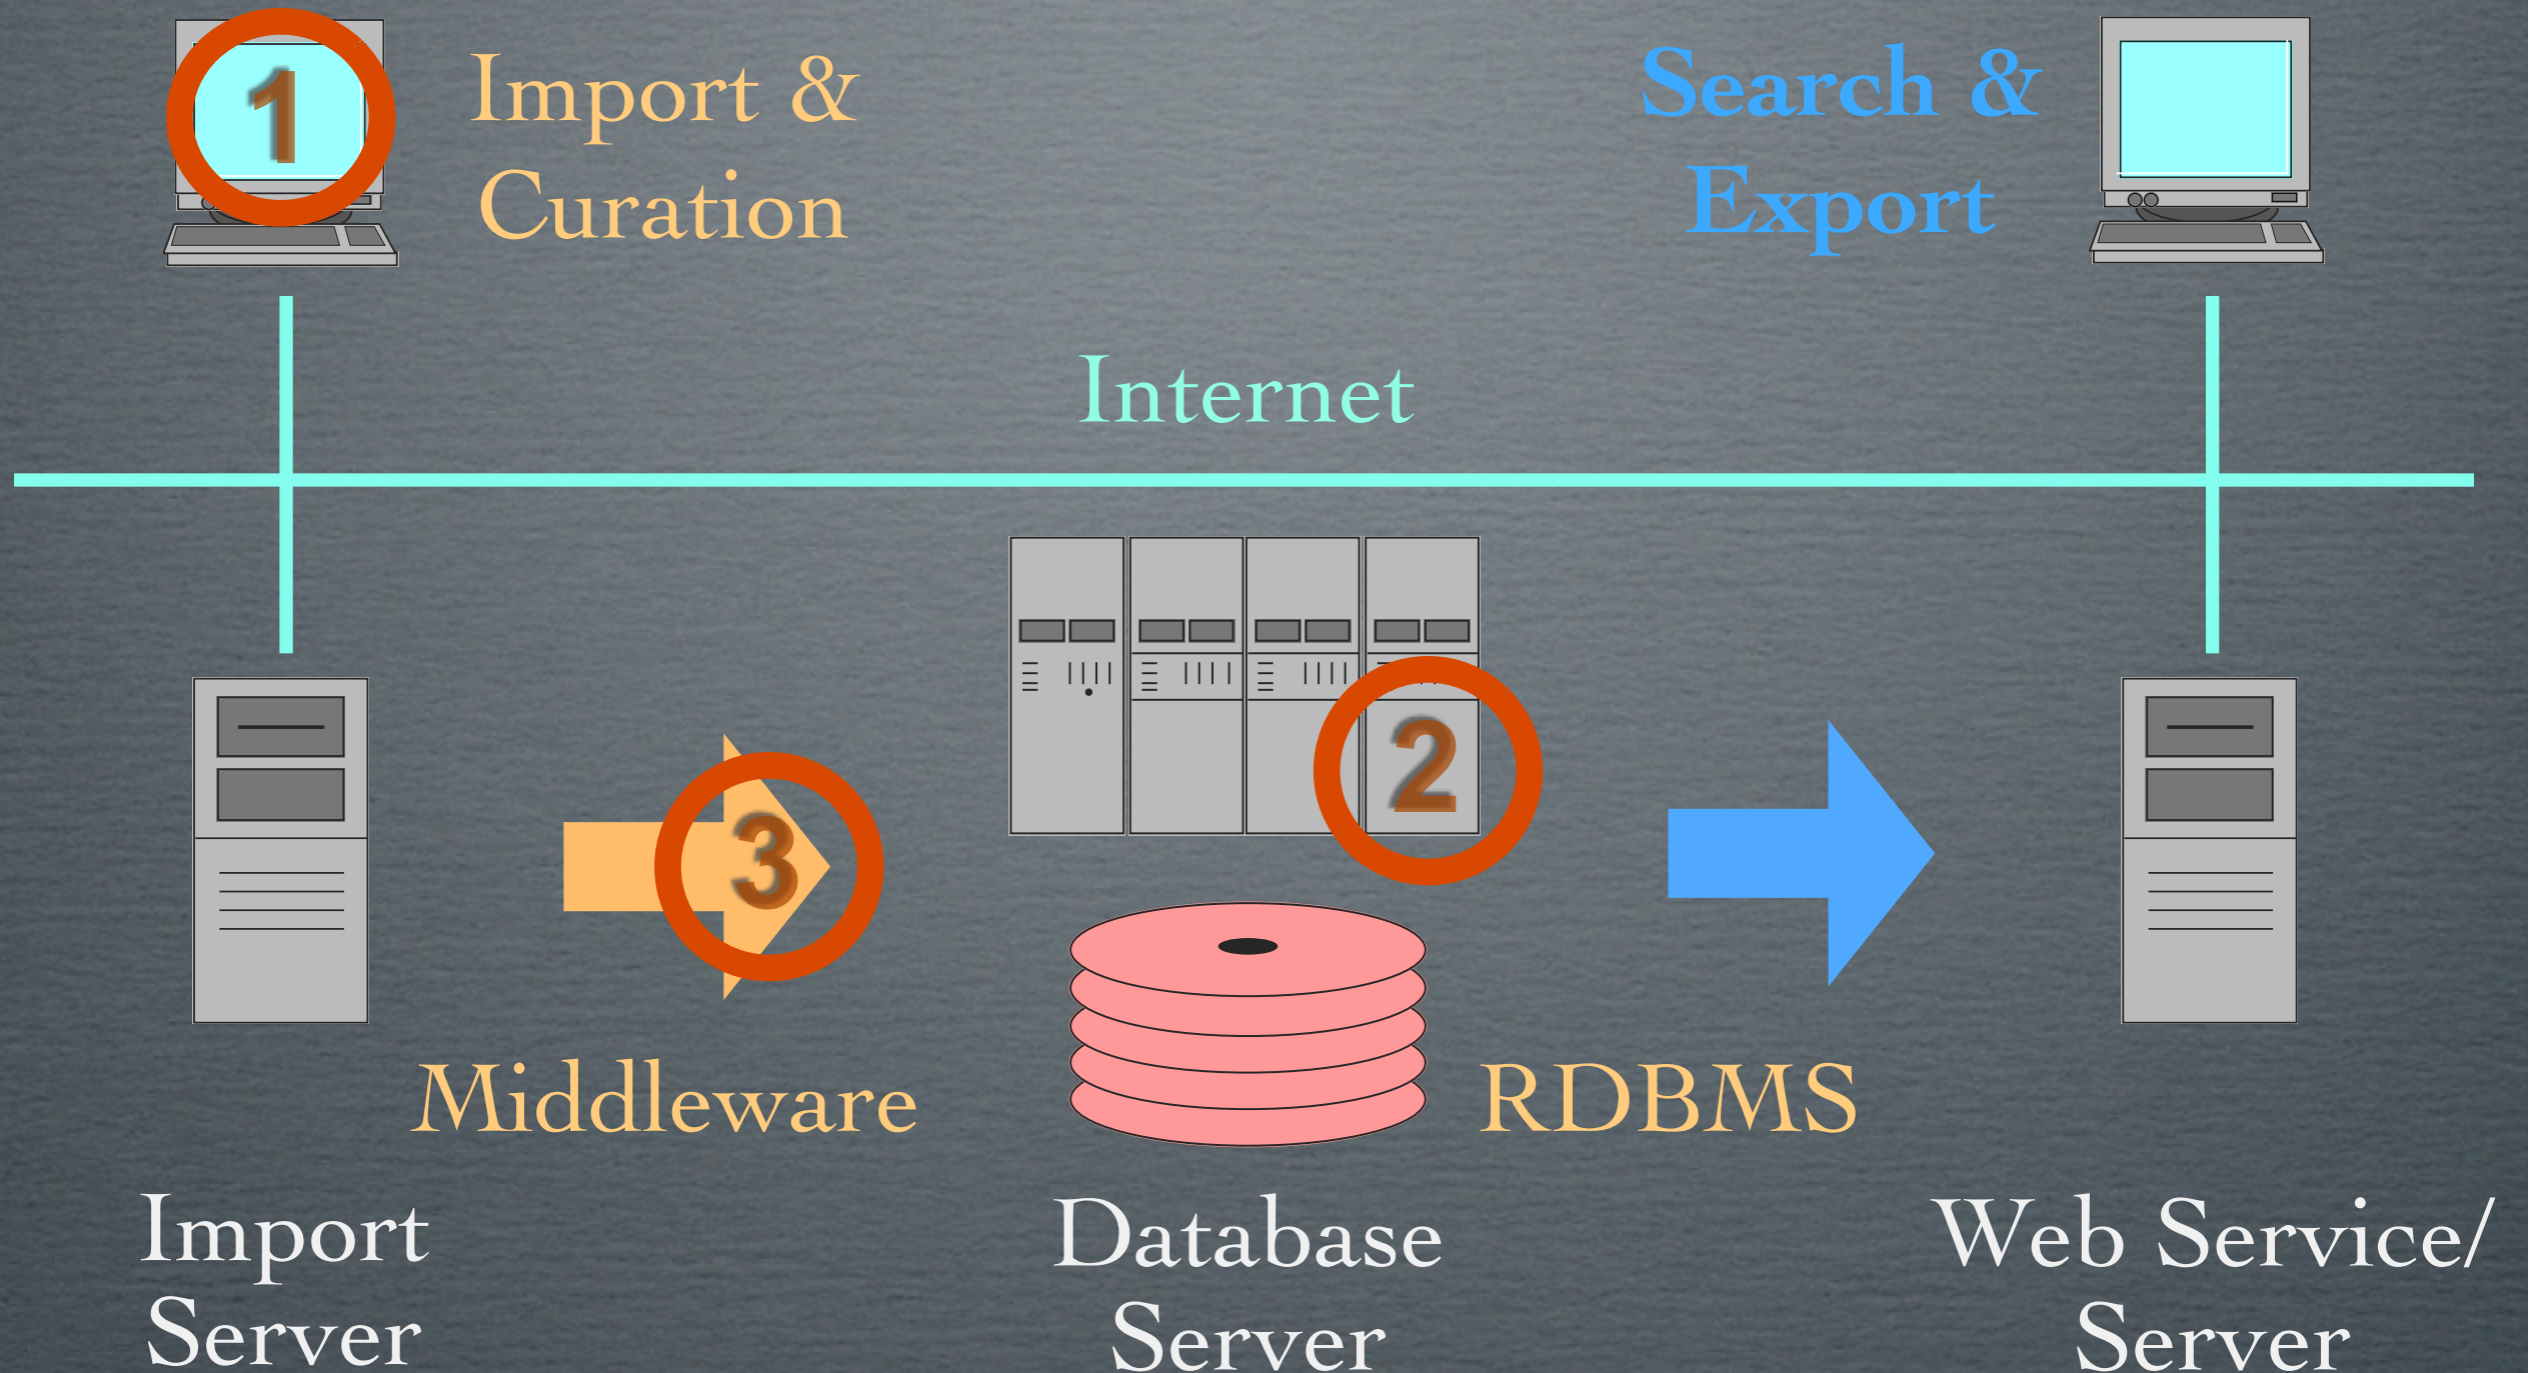 1
Import &
Curation
Search &
Export
Internet
2
3
Middleware
RDBMS
Import
Server
Database
Server
Web Service/
Server